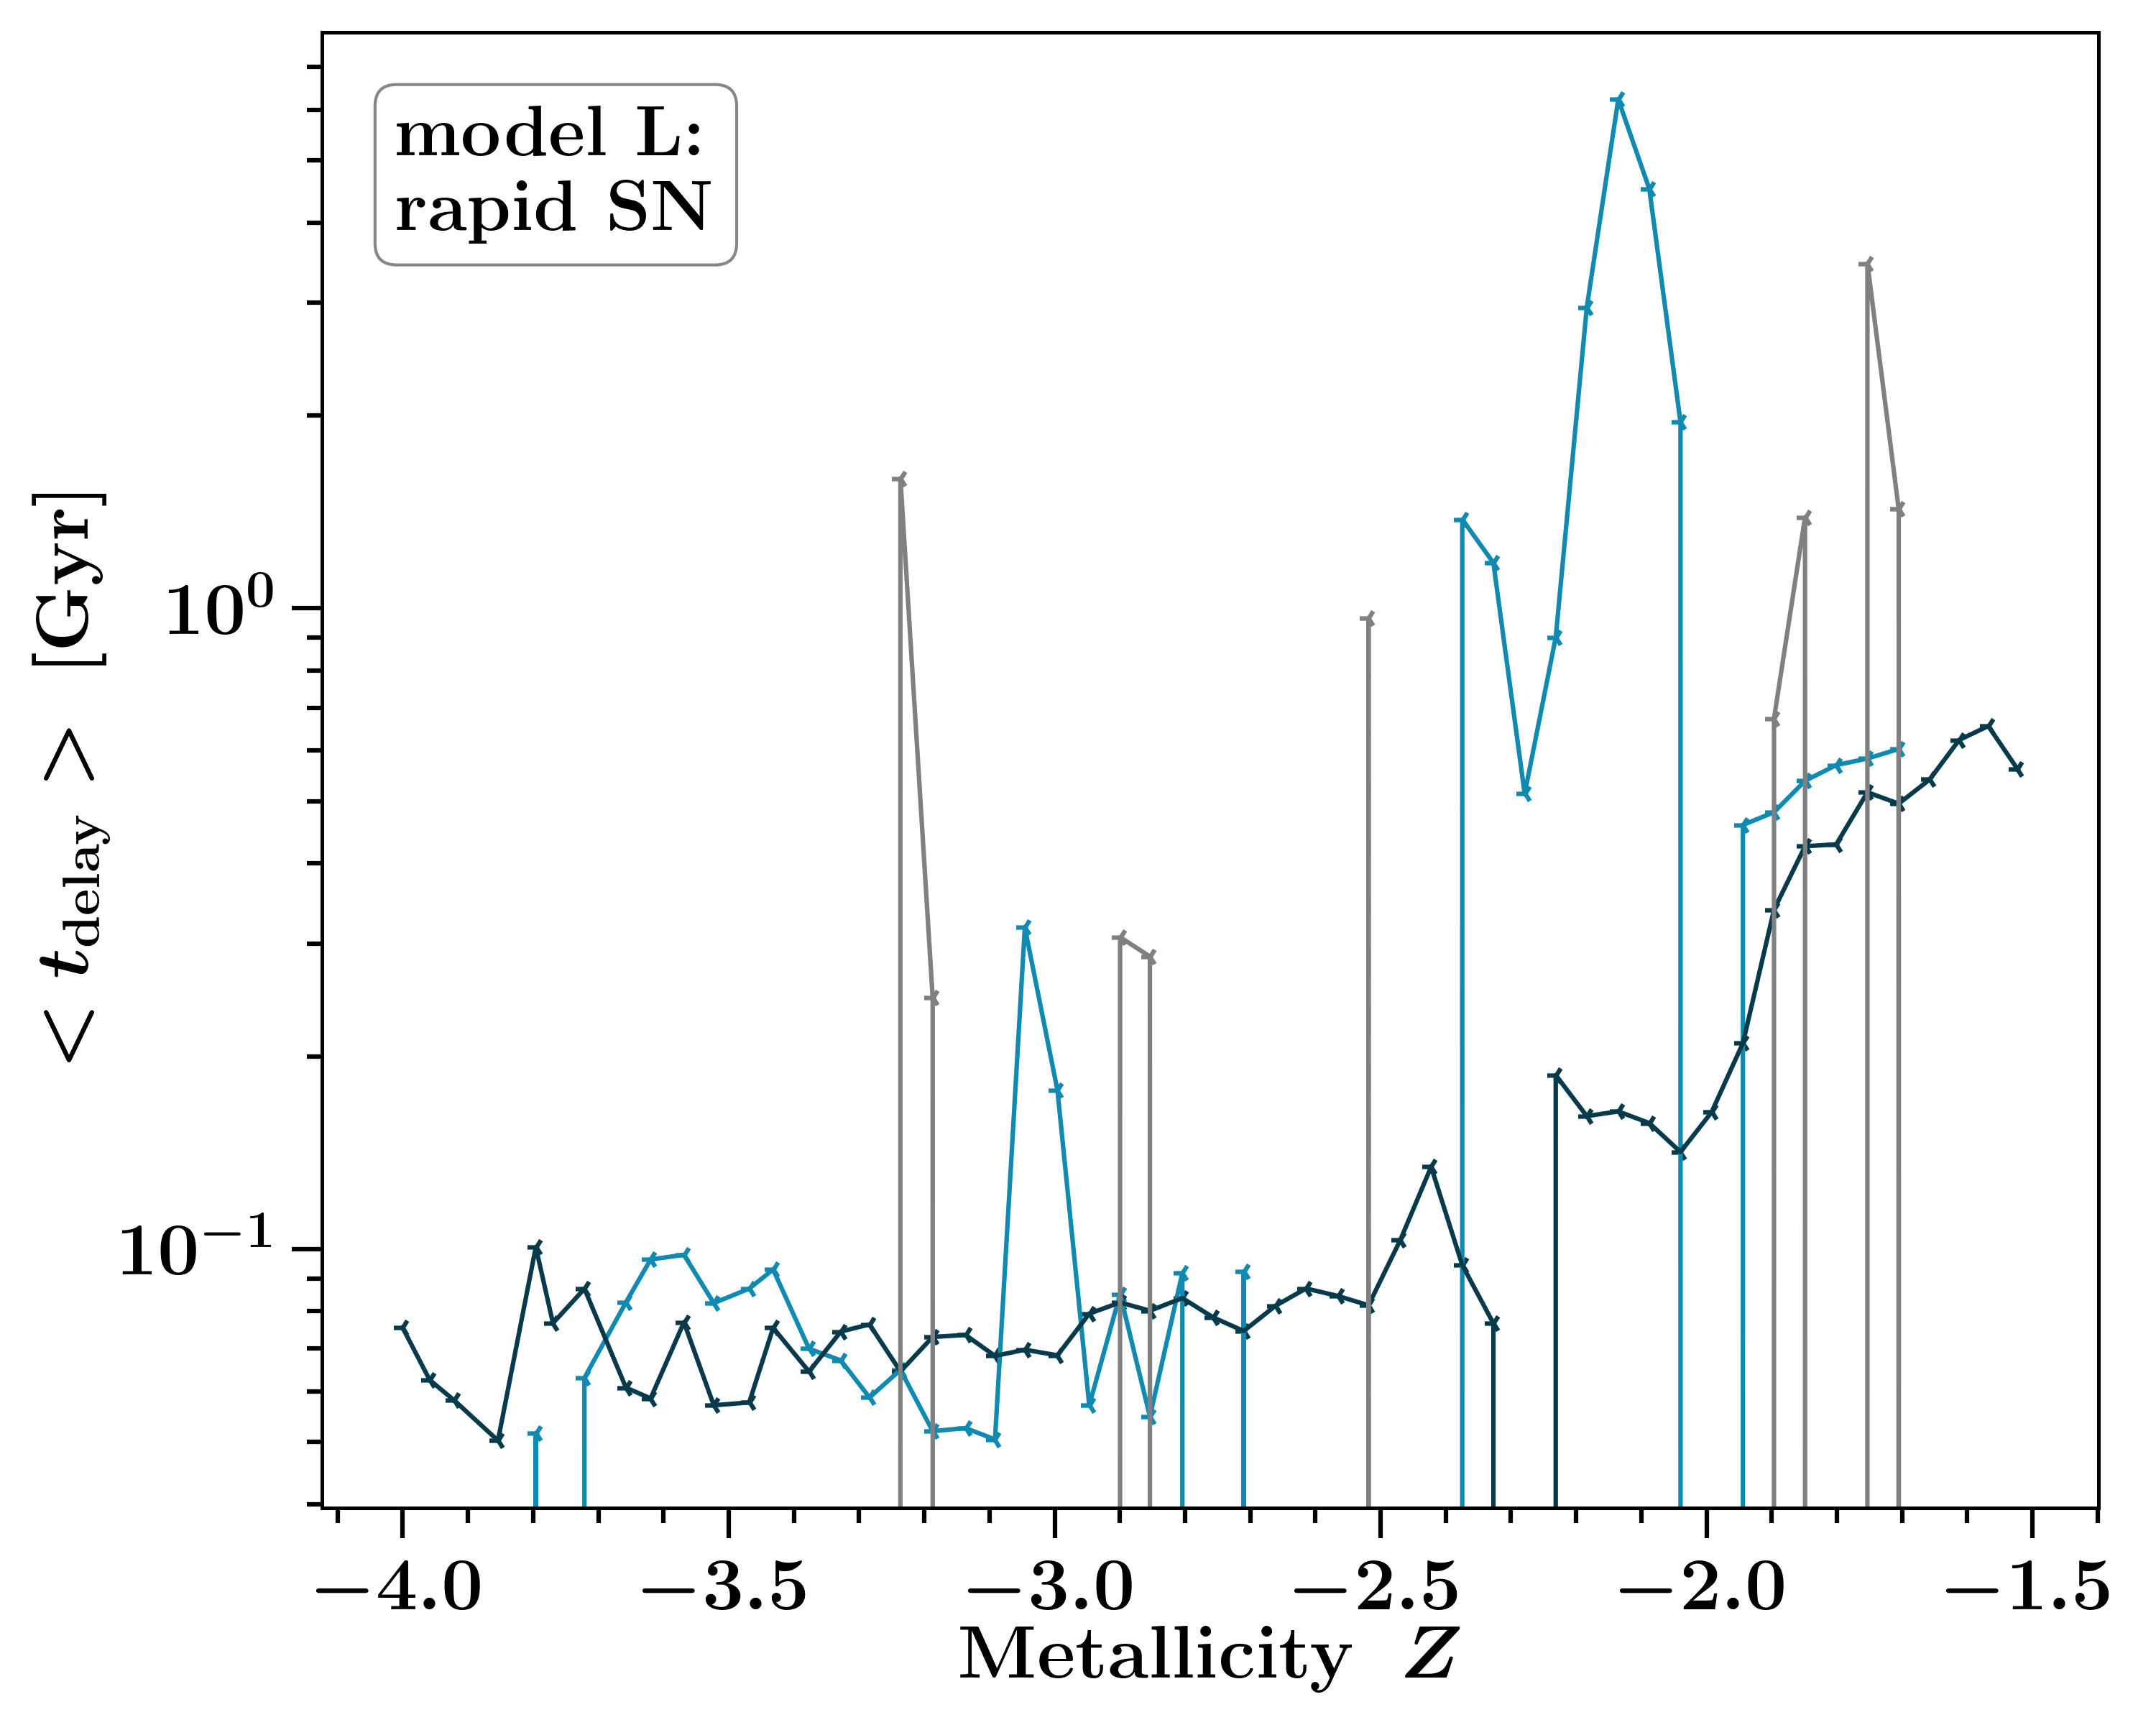 model L:
rapid SN
< t_delay > [Gyr]
10^0
10^−1
−4.0 −3.5 −3.0 −2.5 −2.0 −1.5
Metallicity Z